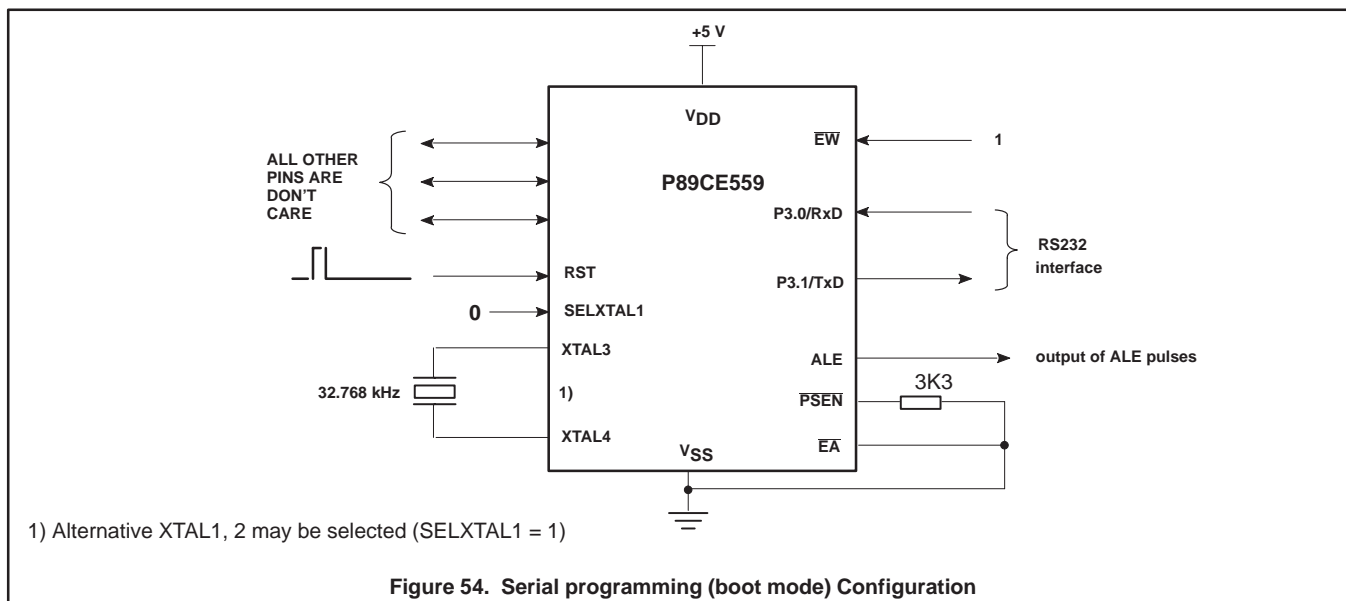 +5 V
VDD
EW
1
ALL OTHER
PINS ARE
DON'T
CARE
P89CE559
P3.0/RxD
RS232
interface
RST
P3.1/TxD
0
SELXTAL1
XTAL3
ALE
output of ALE pulses
32.768 kHz
1)
3K3
PSEN
XTAL4
EA
VSS
1) Alternative XTAL1, 2 may be selected (SELXTAL1 = 1)
Figure 54. Serial programming (boot mode) Configuration